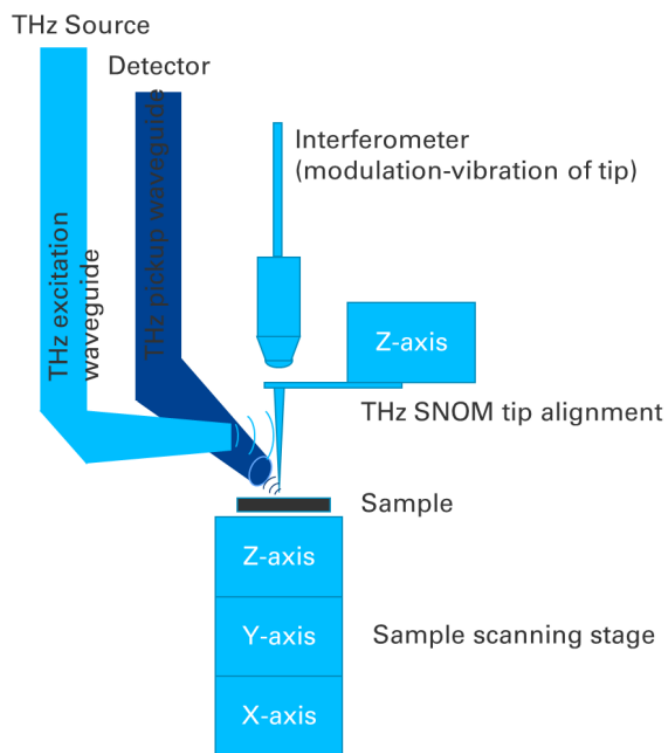 THz Source
Detector
THz excitation
waveguide
THz pickup waveguide
Interferometer
(modulation-vibration of tip)
Z-axis
THz SNOM tip alignment
Sample
Z-axis
Y-axis
Sample scanning stage
X-axis